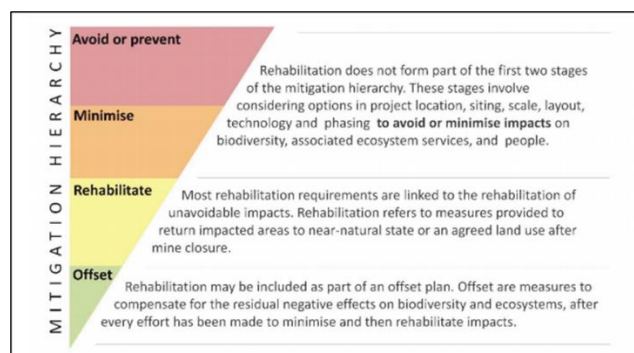 MITIGATION HIERARCHY
Avoid or prevent
Rehabilitation does not form part of the first two stages
of the mitigation hierarchy. These stages involve
considering options in project location, siting, scale, layout,
technology and phasing to avoid or minimise impacts on
biodiversity, associated ecosystem services, and people.
Minimise
Rehabilitate
Most rehabilitation requirements are linked to the rehabilitation of
unavoidable impacts. Rehabilitation refers to measures provided to
return impacted areas to near-natural state or an agreed land use after
mine closure.
Offset
Rehabilitation may be included as part of an offset plan. Offset are measures to
compensate for the residual negative effects on biodiversity and ecosystems, after
every effort has been made to minimise and then rehabilitate impacts.